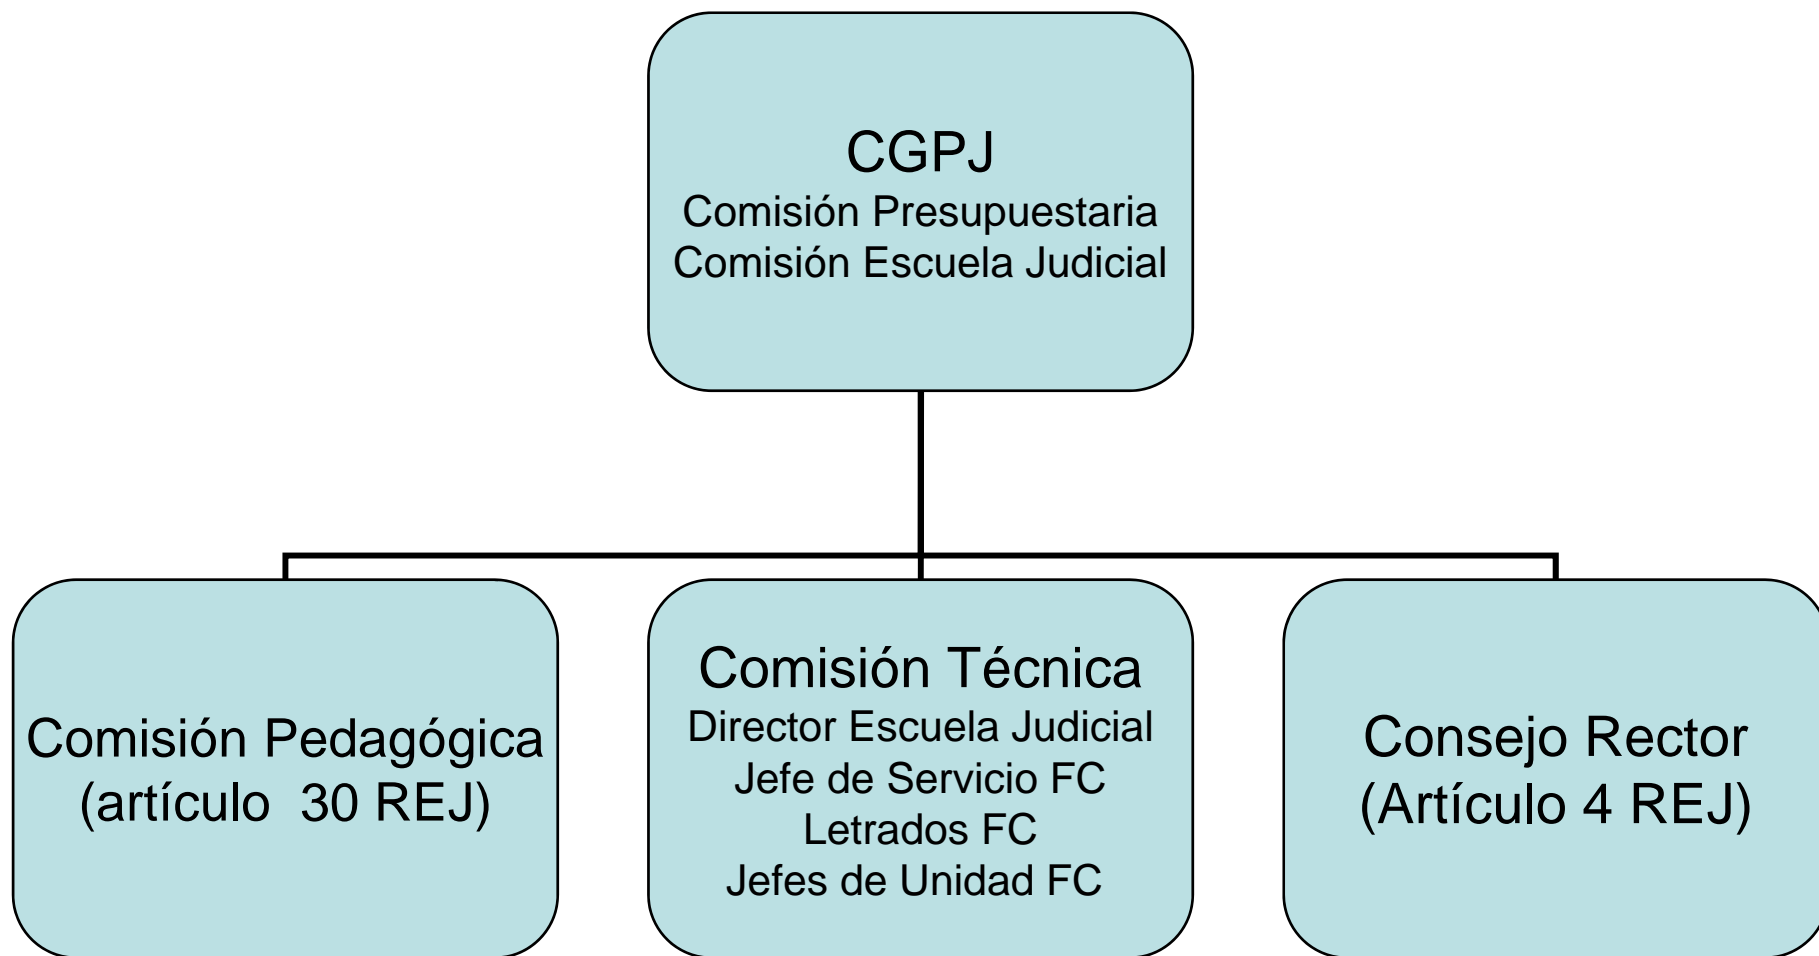 CGPJ
Comisión Presupuestaria
Comisión Escuela Judicial
Comisión Pedagógica
(artículo 30 REJ)
Comisión Técnica
Director Escuela Judicial
Jefe de Servicio FC
Letrados FC
Jefes de Unidad FC
Consejo Rector
(Artículo 4 REJ)